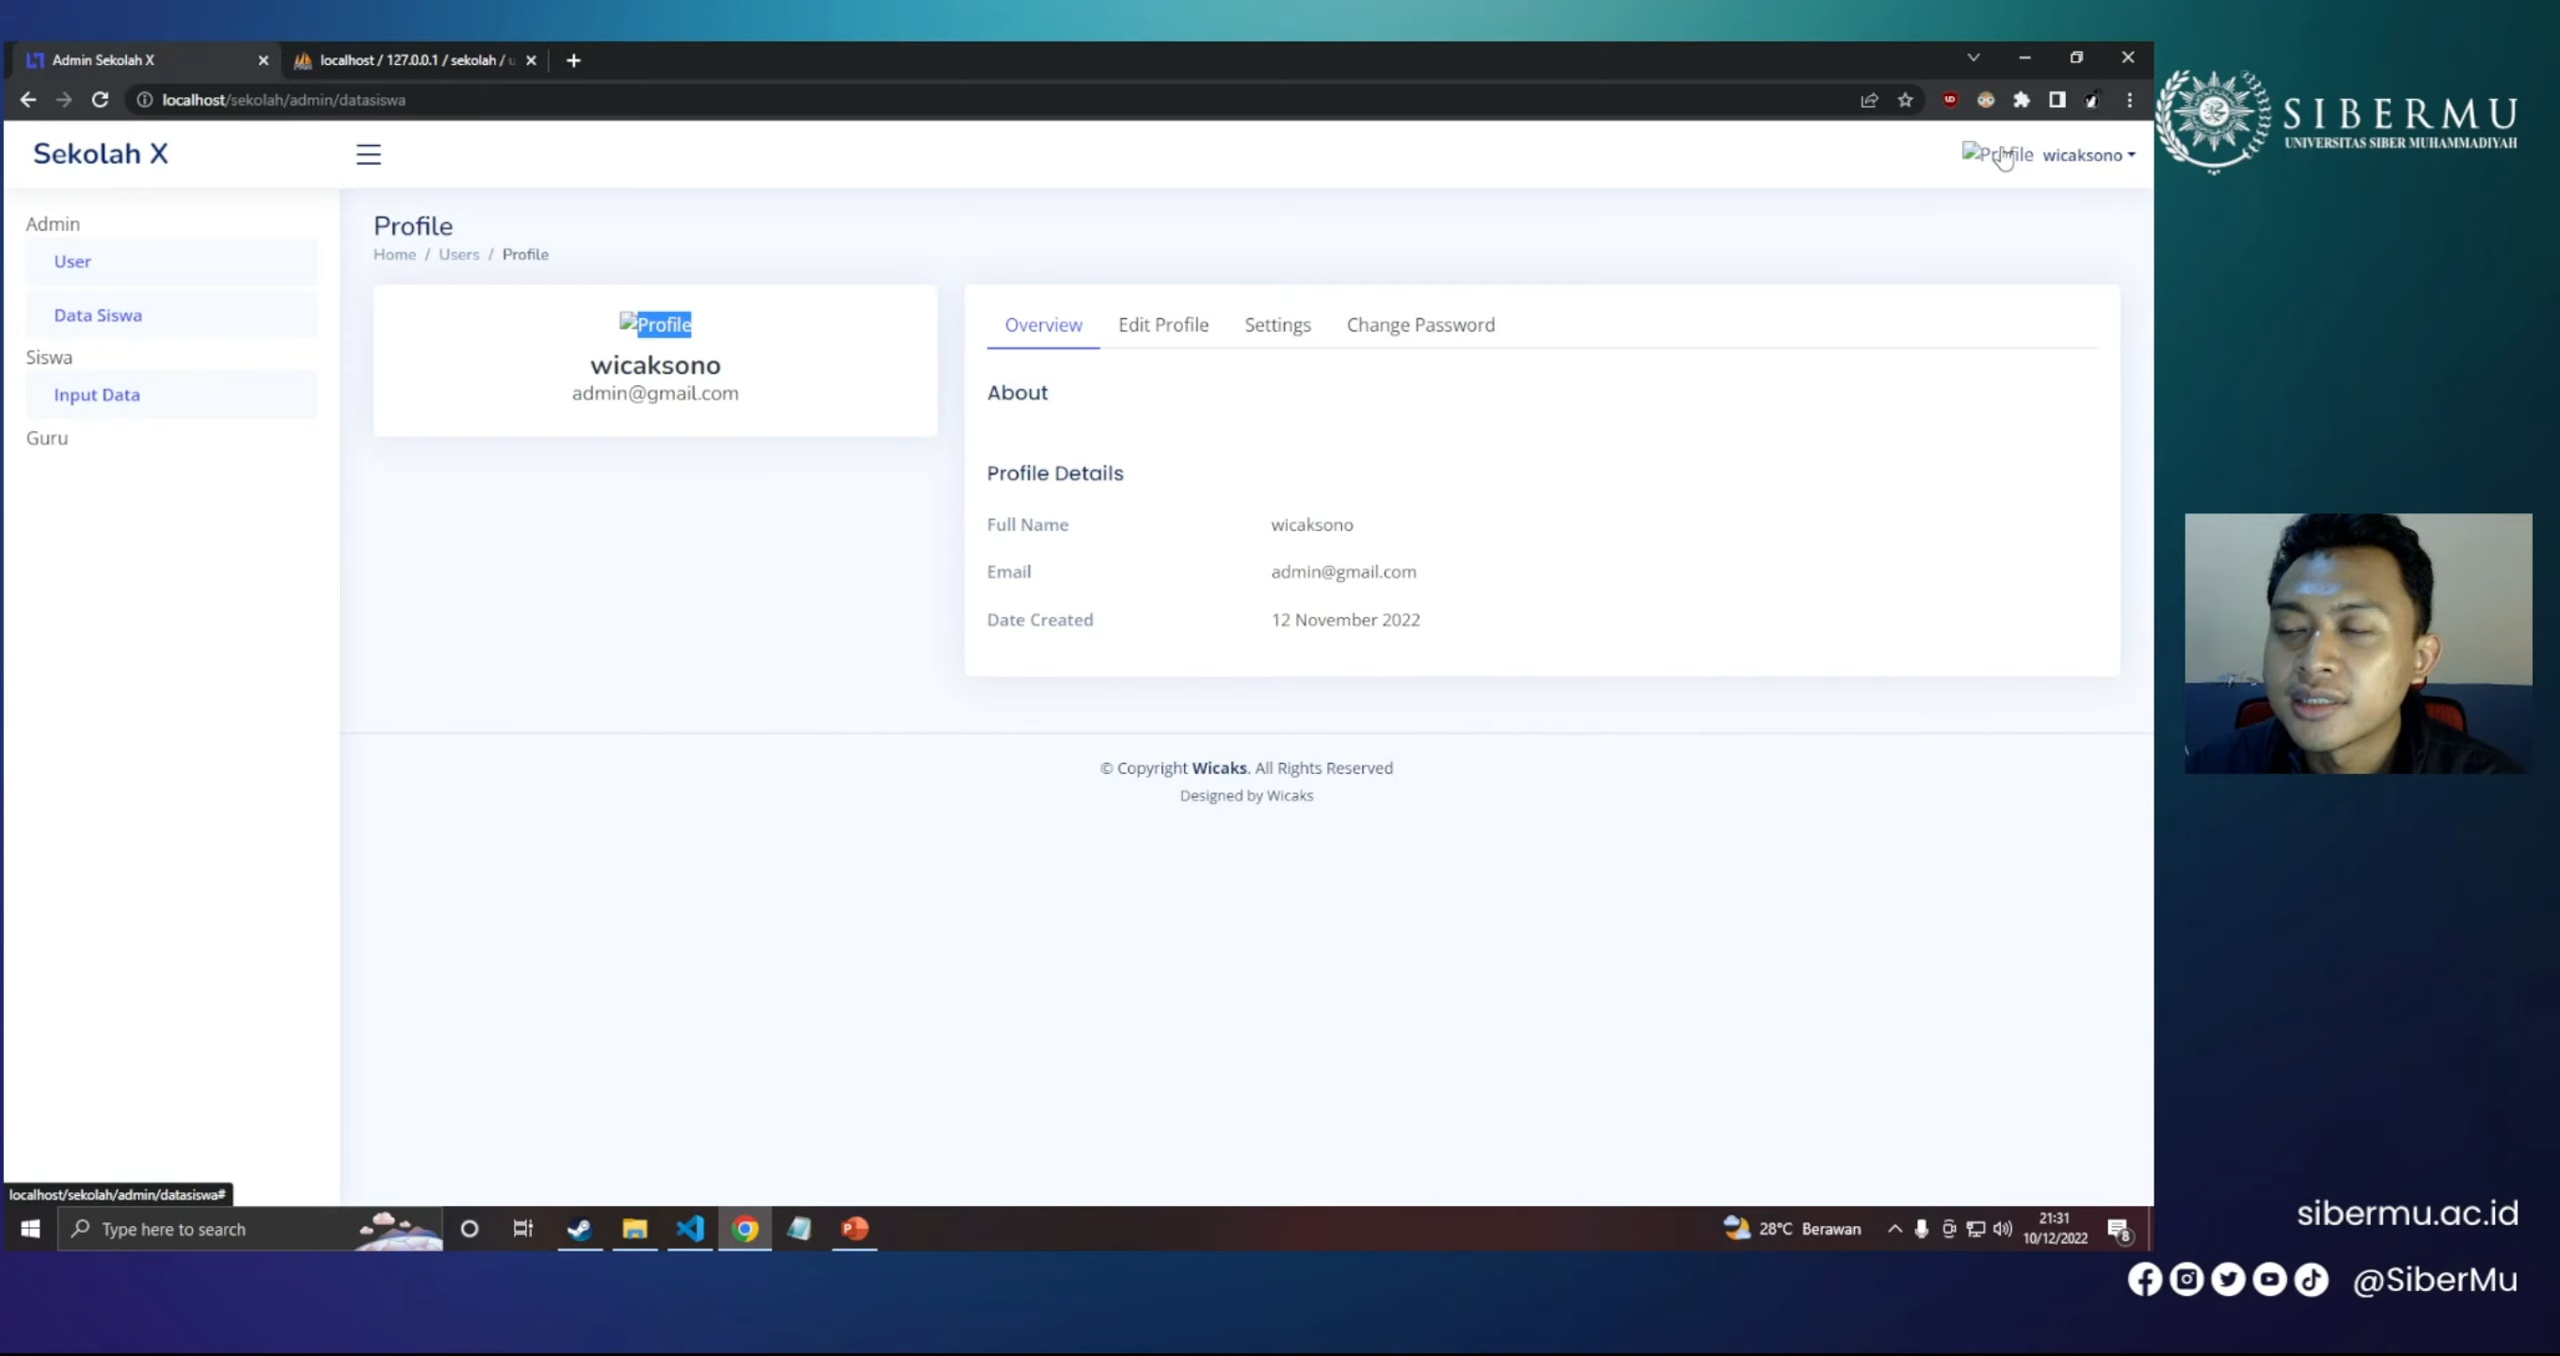 Admin Sekolah X
localhost / 127.0.0.1 / sekolah / u
localhost/sekolah/admin/datasiswa
SIBERMU
UNIVERSITAS SIBER MUHAMMADIYAH
Sekolah X
Profile wicaksono
Admin
User
Data Siswa
Siswa
Input Data
Guru
Profile
Home / Users / Profile
Profile
wicaksono
admin@gmail.com
Overview Edit Profile Settings Change Password
About
Profile Details
Full Name wicaksono
Email admin@gmail.com
Date Created 12 November 2022
© Copyright Wicaks. All Rights Reserved
Designed by Wicaks
localhost/sekolah/admin/datasiswa#
Type here to search
28°C Berawan
21:31
10/12/2022
8
sibermu.ac.id
@SiberMu